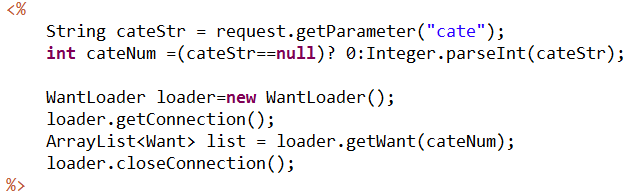 <%
String cateStr = request.getParameter("cate");
int cateNum =(cateStr==null)? 0:Integer.parseInt(cateStr);
WantLoader loader=new WantLoader();
loader.getConnection();
ArrayList<Want> list = loader.getWant(cateNum);
loader.closeConnection();
%>